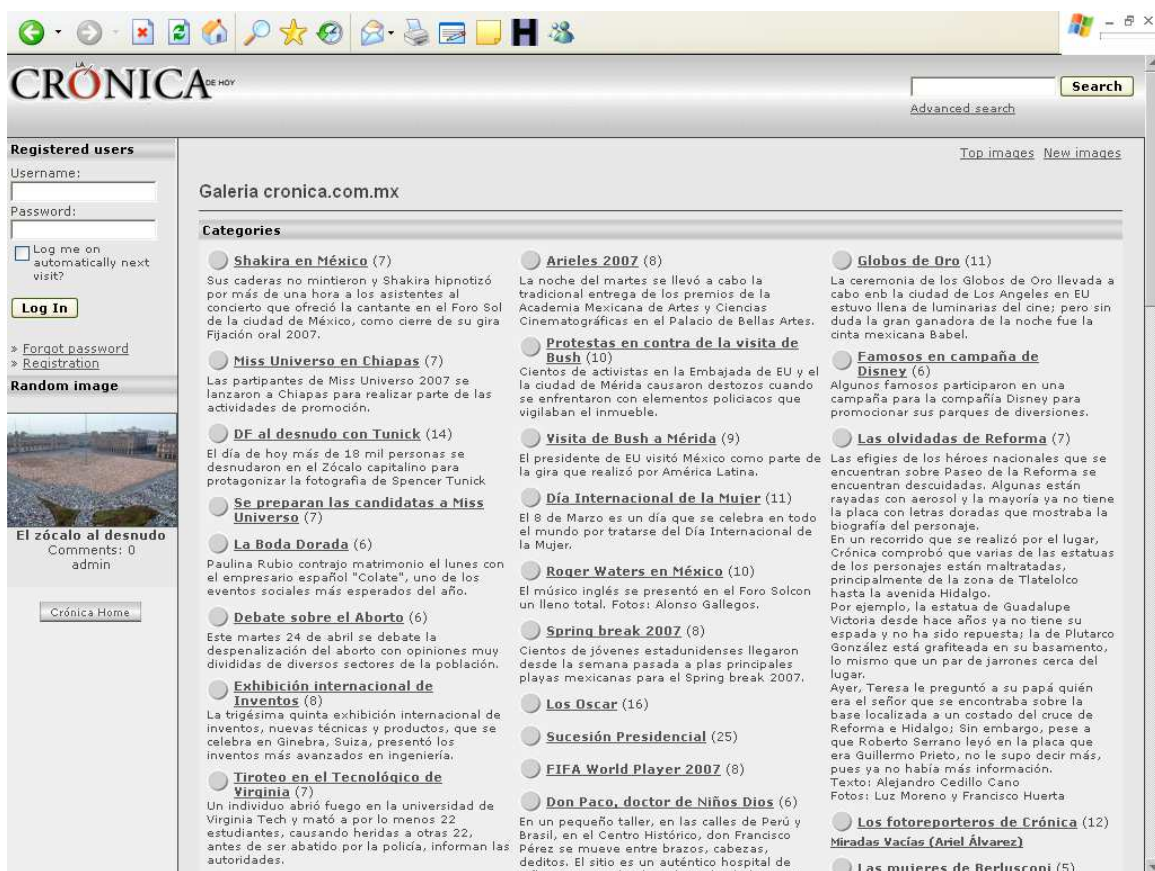 LA
CRÓNICA DE HOY
Search
Advanced search
Registered users
Username:
Password:
Log me on
automatically next
visit?
Log In
» Forgot password
» Registration
Random image
El zócalo al desnudo
Comments: 0
admin
Crónica Home
Top images New images
Galeria cronica.com.mx
Categories
Shakira en México (7)
Sus caderas no mintieron y Shakira hipnotizó
por más de una hora a los asistentes al
concierto que ofreció la cantante en el Foro Sol
de la ciudad de México, como cierre de su gira
Fijación oral 2007.
Miss Universo en Chiapas (7)
Las partipantes de Miss Universo 2007 se
lanzaron a Chiapas para realizar parte de las
actividades de promoción.
DF al desnudo con Tunick (14)
El día de hoy más de 18 mil personas se
desnudaron en el Zócalo capitalino para
protagonizar la fotografia de Spencer Tunick
Se preparan las candidatas a Miss
Universo (7)
La Boda Dorada (6)
Paulina Rubio contrajo matrimonio el lunes con
el empresario español "Colate", uno de los
eventos sociales más esperados del año.
Debate sobre el Aborto (6)
Este martes 24 de abril se debate la
despenalización del aborto con opiniones muy
divididas de diversos sectores de la población.
Exhibición internacional de
Inventos (8)
La trigésima quinta exhibición internacional de
inventos, nuevas técnicas y productos, que se
celebra en Ginebra, Suiza, presentó los
inventos más avanzados en ingeniería.
Tiroteo en el Tecnológico de
Virginia (7)
Un individuo abrió fuego en la universidad de
Virginia Tech y mató a por lo menos 22
estudiantes, causando heridas a otras 22,
antes de ser abatido por la policía, informan las
autoridades.
Arieles 2007 (8)
La noche del martes se llevó a cabo la
tradicional entrega de los premios de la
Academia Mexicana de Artes y Ciencias
Cinematográficas en el Palacio de Bellas Artes.
Protestas en contra de la visita de
Bush (10)
Cientos de activistas en la Embajada de EU y el
la ciudad de Mérida causaron destozos cuando
se enfrentaron con elementos policiacos que
vigilaban el inmueble.
Visita de Bush a Mérida (9)
El presidente de EU visitó México como parte de
la gira que realizó por América Latina.
Día Internacional de la Mujer (11)
El 8 de Marzo es un día que se celebra en todo
el mundo por tratarse del Día Internacional de
la Mujer.
Roger Waters en México (10)
El músico inglés se presentó en el Foro Solcon
un lleno total. Fotos: Alonso Gallegos.
Spring break 2007 (8)
Cientos de jóvenes estadunidenses llegaron
desde la semana pasada a plas principales
playas mexicanas para el Spring break 2007.
Los Oscar (16)
Sucesión Presidencial (25)
FIFA World Player 2007 (8)
Don Paco, doctor de Niños Dios (6)
En un pequeño taller, en las calles de Perú y
Brasil, en el Centro Histórico, don Francisco
Pérez se mueve entre brazos, cabezas,
deditos. El sitio es un auténtico hospital de
Globos de Oro (11)
La ceremonia de los Globos de Oro llevada a
cabo enb la ciudad de Los Angeles en EU
estuvo llena de luminarias del cine; pero sin
duda la gran ganadora de la noche fue la
cinta mexicana Babel.
Famosos en campaña de
Disney (6)
Algunos famosos participaron en una
campaña para la compañía Disney para
promocionar sus parques de diversiones.
Las olvidadas de Reforma (7)
Las efigies de los héroes nacionales que se
encuentran sobre Paseo de la Reforma se
encuentran descuidadas. Algunas están
rayadas con aerosol y la mayoría ya no tiene
la placa con letras doradas que mostraba la
biografía del personaje.
En un recorrido que se realizó por el lugar,
Crónica comprobó que varias de las estatuas
de los personajes están maltratadas,
principalmente de la zona de Tlatelolco
hasta la avenida Hidalgo.
Por ejemplo, la estatua de Guadalupe
Victoria desde hace años ya no tiene su
espada y no ha sido repuesta; la de Plutarco
González está grafiteada en su basamento,
lo mismo que un par de jarrones cerca del
lugar.
Ayer, Teresa le preguntó a su papá quién
era el señor que se encontraba sobre la
base localizada a un costado del cruce de
Reforma e Hidalgo; Sin embargo, pese a
que Roberto Serrano leyó en la placa que
era Guillermo Prieto, no le supo decir más,
pues ya no había más información.
Texto: Alejandro Cedillo Cano
Fotos: Luz Moreno y Francisco Huerta
Los fotoreporteros de Crónica (12)
Miradas Vacías (Ariel Álvarez)
Las mujeres de Berlusconi (5)